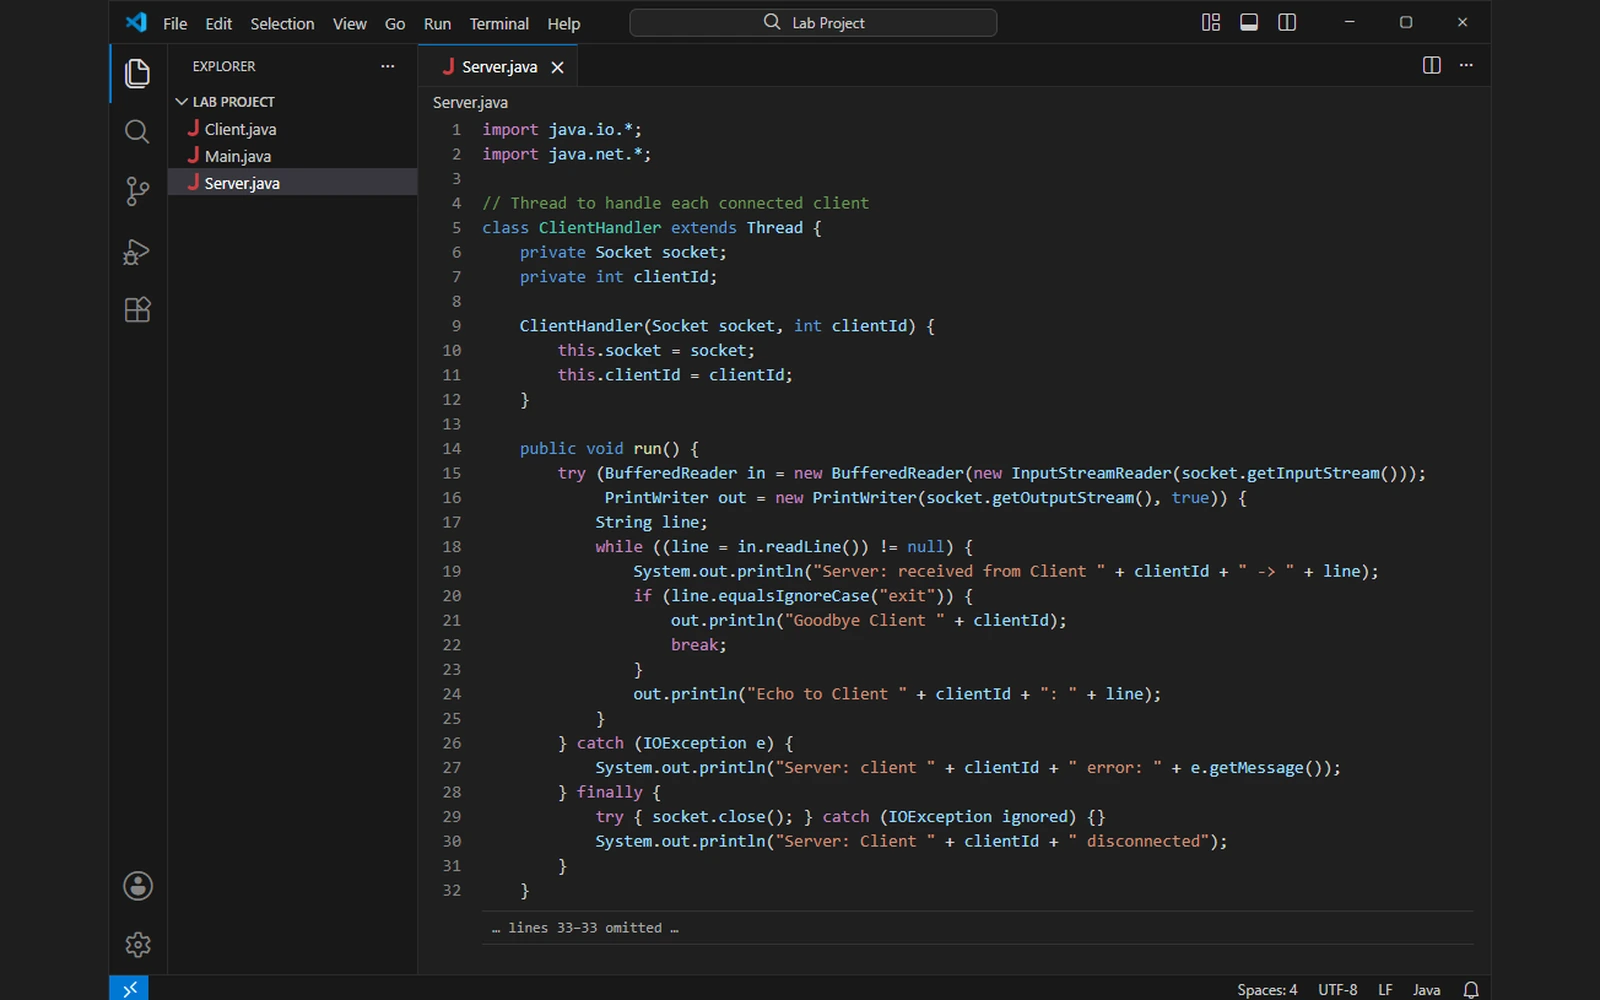 File Edit Selection View Go Run Terminal Help Lab Project
EXPLORER ...
LAB PROJECT
Client.java
Main.java
Server.java
Server.java
Server.java
1 import java.io.*;
2 import java.net.*;
3
4 // Thread to handle each connected client
5 class ClientHandler extends Thread {
6     private Socket socket;
7     private int clientId;
8
9     ClientHandler(Socket socket, int clientId) {
10         this.socket = socket;
11         this.clientId = clientId;
12     }
13
14     public void run() {
15         try (BufferedReader in = new BufferedReader(new InputStreamReader(socket.getInputStream()));
16              PrintWriter out = new PrintWriter(socket.getOutputStream(), true)) {
17             String line;
18             while ((line = in.readLine()) != null) {
19                 System.out.println("Server: received from Client " + clientId + " -> " + line);
20                 if (line.equalsIgnoreCase("exit")) {
21                     out.println("Goodbye Client " + clientId);
22                     break;
23                 }
24                 out.println("Echo to Client " + clientId + ": " + line);
25             }
26         } catch (IOException e) {
27             System.out.println("Server: client " + clientId + " error: " + e.getMessage());
28         } finally {
29             try { socket.close(); } catch (IOException ignored) {}
30             System.out.println("Server: Client " + clientId + " disconnected");
31         }
32     }
… lines 33–33 omitted …
Spaces: 4 UTF-8 LF Java